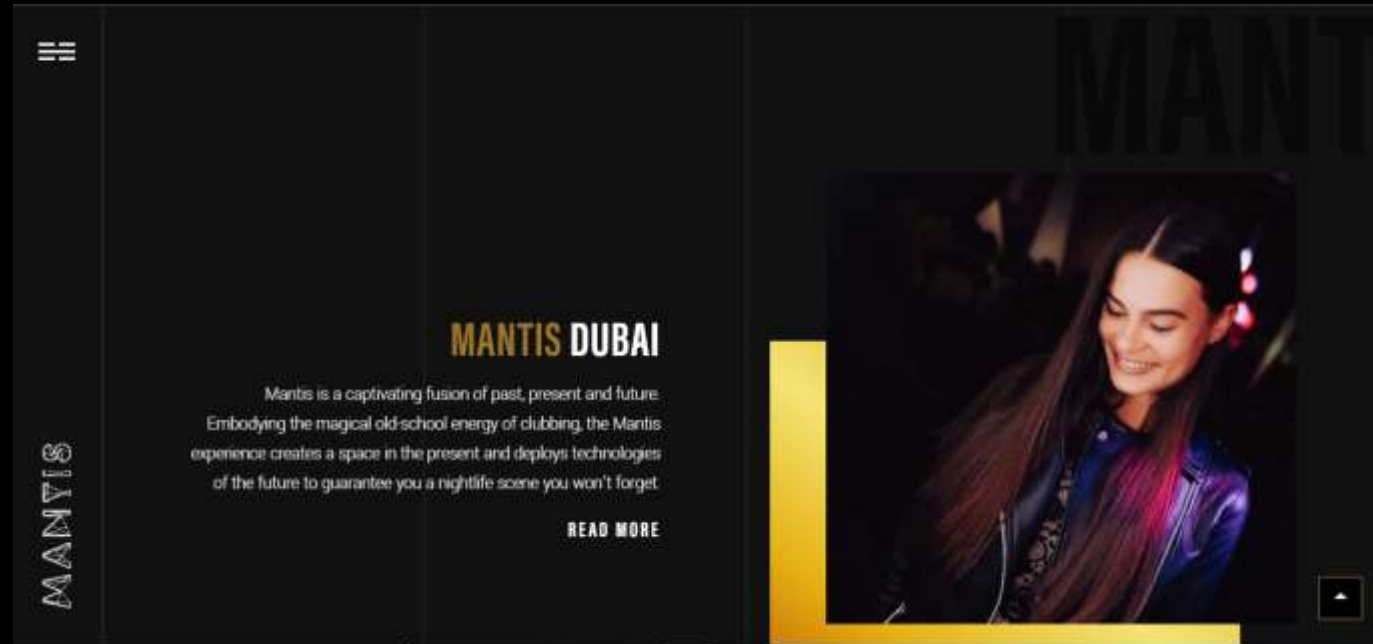 MANT
MANTIS DUBAI
Mantis is a captivating fusion of past, present and future.
Embodying the magical old-school energy of clubbing, the Mantis
experience creates a space in the present and deploys technologies
of the future to guarantee you a nightlife scene you won't forget.
READ MORE
MANTIS